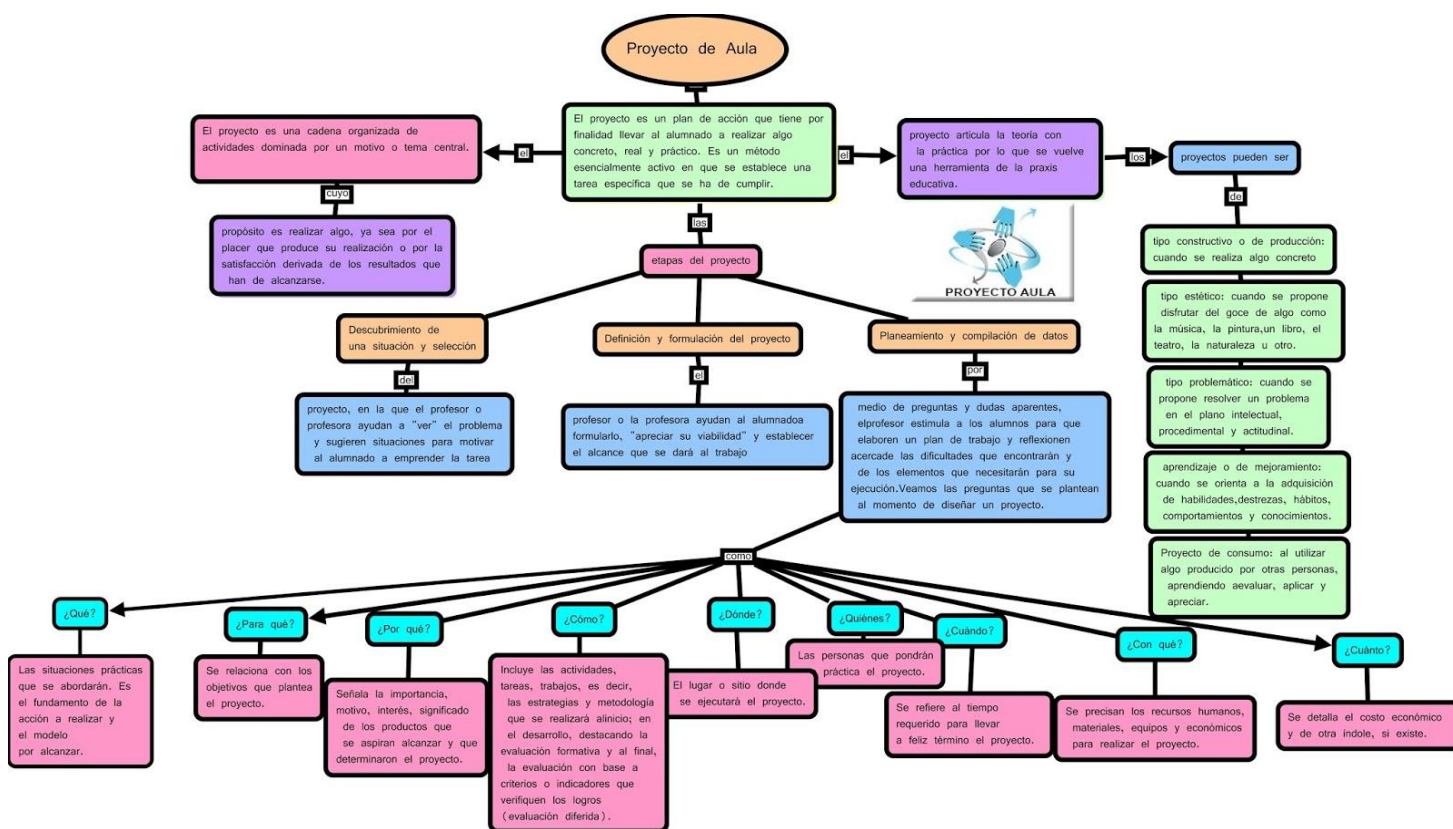 Proyecto de Aula
El proyecto es un plan de acción que tiene por
finalidad llevar al alumnado a realizar algo
concreto, real y práctico. Es un método
esencialmente activo en que se establece una
tarea específica que se ha de cumplir.
el
El proyecto es una cadena organizada de
actividades dominada por un motivo o tema central.
cuyo
propósito es realizar algo, ya sea por el
placer que produce su realización o por la
satisfacción derivada de los resultados que
han de alcanzarse.
el
proyecto articula la teoría con
la práctica por lo que se vuelve
una herramienta de la praxis
educativa.
los
proyectos pueden ser
de
tipo constructivo o de producción:
cuando se realiza algo concreto
tipo estético: cuando se propone
disfrutar del goce de algo como
la música, la pintura,un libro, el
teatro, la naturaleza u otro.
tipo problemático: cuando se
propone resolver un problema
en el plano intelectual,
procedimental y actitudinal.
aprendizaje o de mejoramiento:
cuando se orienta a la adquisición
de habilidades,destrezas, hábitos,
comportamientos y conocimientos.
Proyecto de consumo: al utilizar
algo producido por otras personas,
aprendiendo aevaluar, aplicar y
apreciar.
PROYECTO AULA
las
etapas del proyecto
Descubrimiento de
una situación y selección
del
proyecto, en la que el profesor o
profesora ayudan a "ver" el problema
y sugieren situaciones para motivar
al alumnado a emprender la tarea
Definición y formulación del proyecto
el
profesor o la profesora ayudan al alumnadoa
formularlo, "apreciar su viabilidad" y establecer
el alcance que se dará al trabajo
Planeamiento y compilación de datos
por
medio de preguntas y dudas aparentes,
elprofesor estimula a los alumnos para que
elaboren un plan de trabajo y reflexionen
acercade las dificultades que encontrarán y
de los elementos que necesitarán para su
ejecución.Veamos las preguntas que se plantean
al momento de diseñar un proyecto.
como
¿Qué?
Las situaciones prácticas
que se abordarán. Es
el fundamento de la
acción a realizar y
el modelo
por alcanzar.
¿Para qué?
Se relaciona con los
objetivos que plantea
el proyecto.
¿Por qué?
Señala la importancia,
motivo, interés, significado
de los productos que
se aspiran alcanzar y que
determinaron el proyecto.
¿Cómo?
Incluye las actividades,
tareas, trabajos, es decir,
las estrategias y metodología
que se realizará alinicio; en
el desarrollo, destacando la
evaluación formativa y al final,
la evaluación con base a
criterios o indicadores que
verifiquen los logros
(evaluación diferida).
¿Dónde?
El lugar o sitio donde
se ejecutará el proyecto.
¿Quiénes?
Las personas que pondrán
práctica el proyecto.
¿Cuándo?
Se refiere al tiempo
requerido para llevar
a feliz término el proyecto.
¿Con qué?
Se precisan los recursos humanos,
materiales, equipos y económicos
para realizar el proyecto.
¿Cuánto?
Se detalla el costo económico
y de otra índole, si existe.